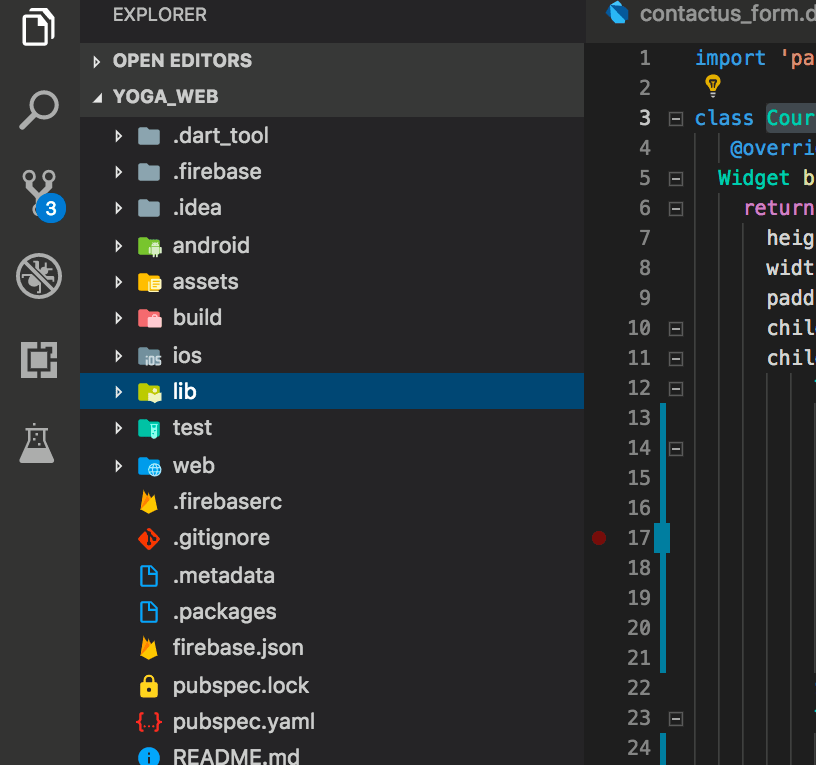 EXPLORER
OPEN EDITORS
YOGA_WEB
.dart_tool
.firebase
.idea
android
assets
build
iOS
ios
lib
test
web
.firebaserc
.gitignore
.metadata
.packages
firebase.json
pubspec.lock
{...} pubspec.yaml
README.md
3
contactus_form.d
1 import 'pa
2
3 class Cour
4 @overri
5 Widget b
6 return
7 heig
8 widt
9 padd
10 chil
11 chil
12
13
14
15
16
17
18
19
20
21
22
23
24